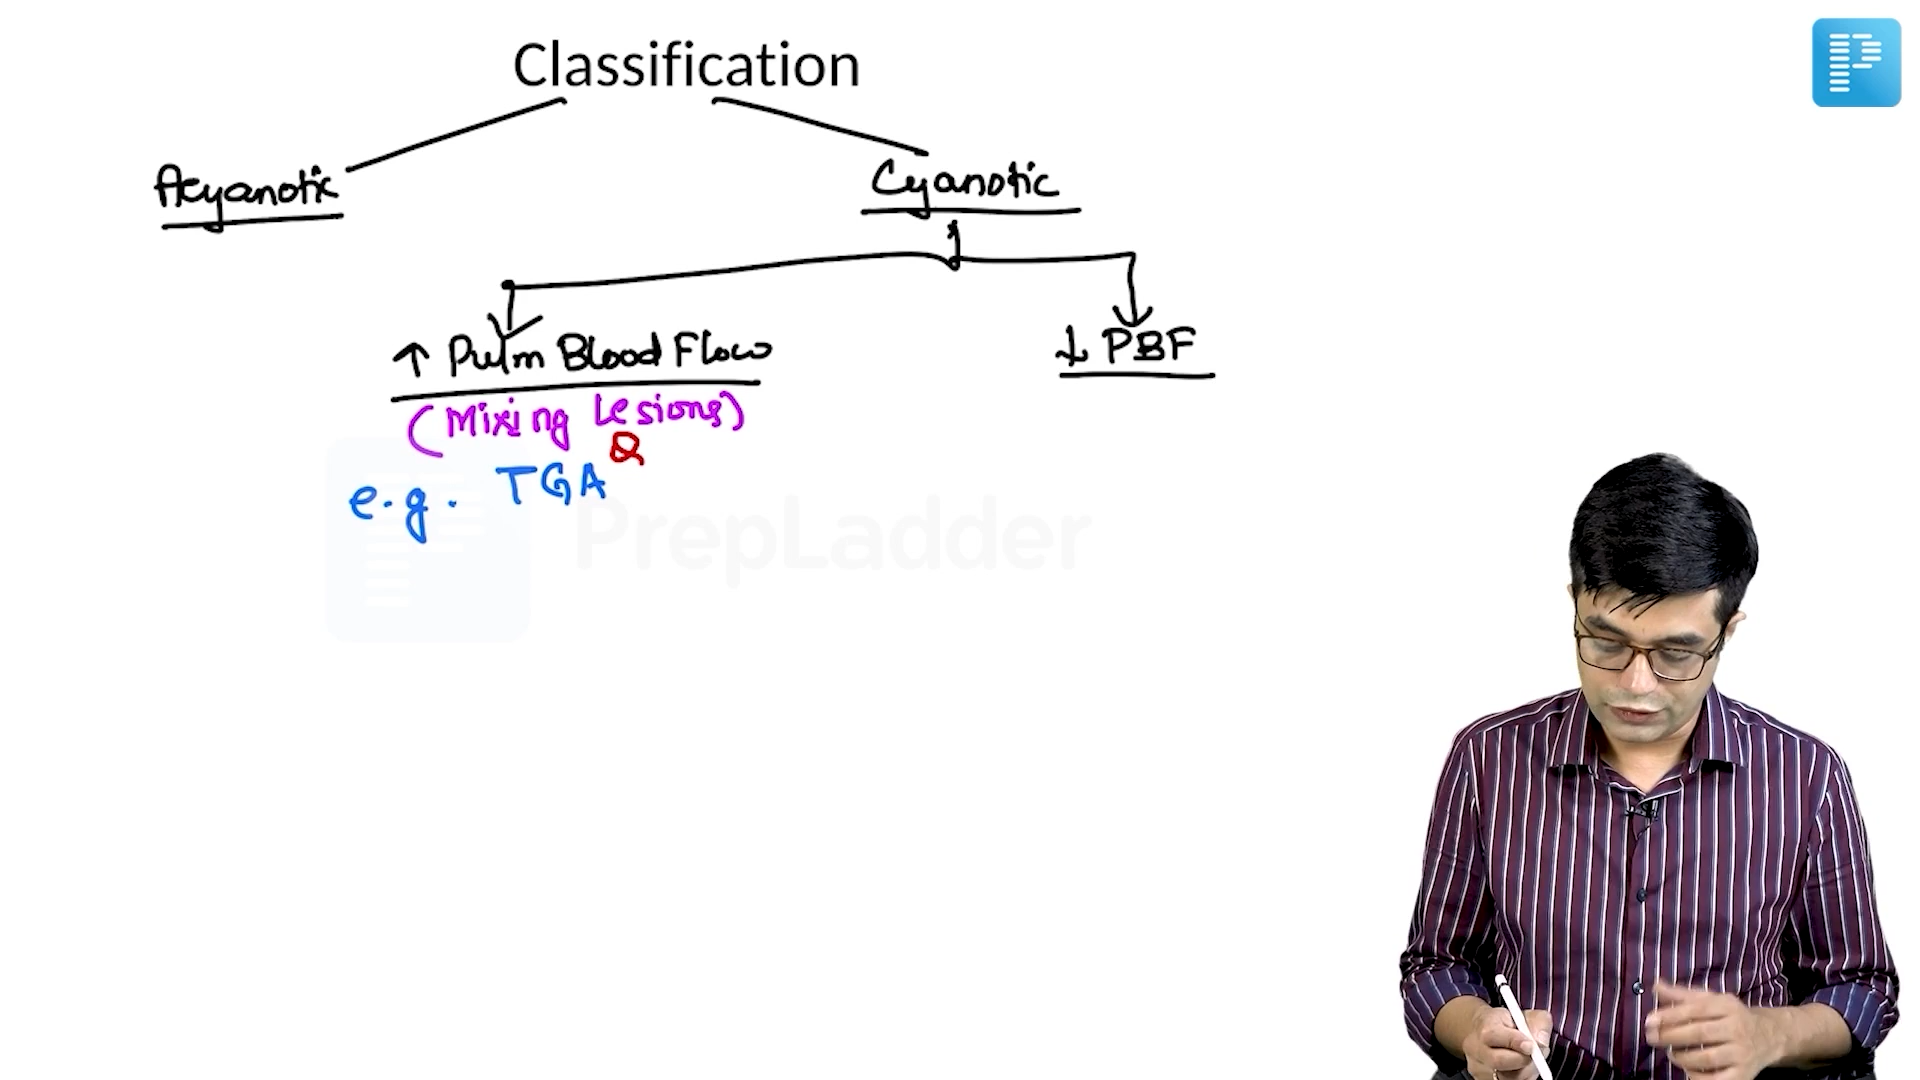 Classification
Acyanotic
Cyanotic
↑ Pulm Blood Flow
↓ PBF
(Mixing Lesions)
Q
e.g. TGA
PrepLadder